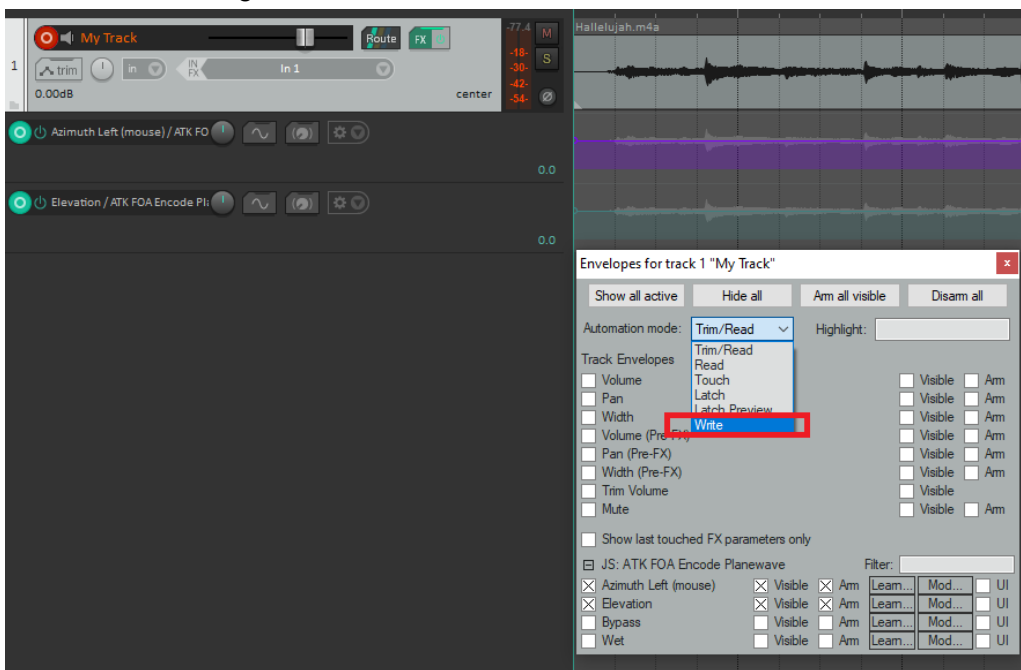 -77.4 M Hallelujah.m4a
My Track Route FX
-18- S
1 trim in IN FX In 1 -30-
-42-
0.00dB center -54- Ø
Azimuth Left (mouse) / ATK FO
0.0
Elevation / ATK FOA Encode Pl
0.0
Envelopes for track 1 "My Track" x
Show all active Hide all Arm all visible Disarm all
Automation mode: Trim/Read Highlight:
Trim/Read
Track Envelopes Read
Volume Touch Visible Arm
Pan Latch Visible Arm
Width Latch Preview Visible Arm
Write
Volume (Pre-FX) Visible Arm
Pan (Pre-FX) Visible Arm
Width (Pre-FX) Visible Arm
Trim Volume Visible
Mute Visible Arm
Show last touched FX parameters only
JS: ATK FOA Encode Planewave Filter:
Azimuth Left (mouse) Visible Arm Learn... Mod... UI
Elevation Visible Arm Learn... Mod... UI
Bypass Visible Arm Learn... Mod... UI
Wet Visible Arm Learn... Mod... UI